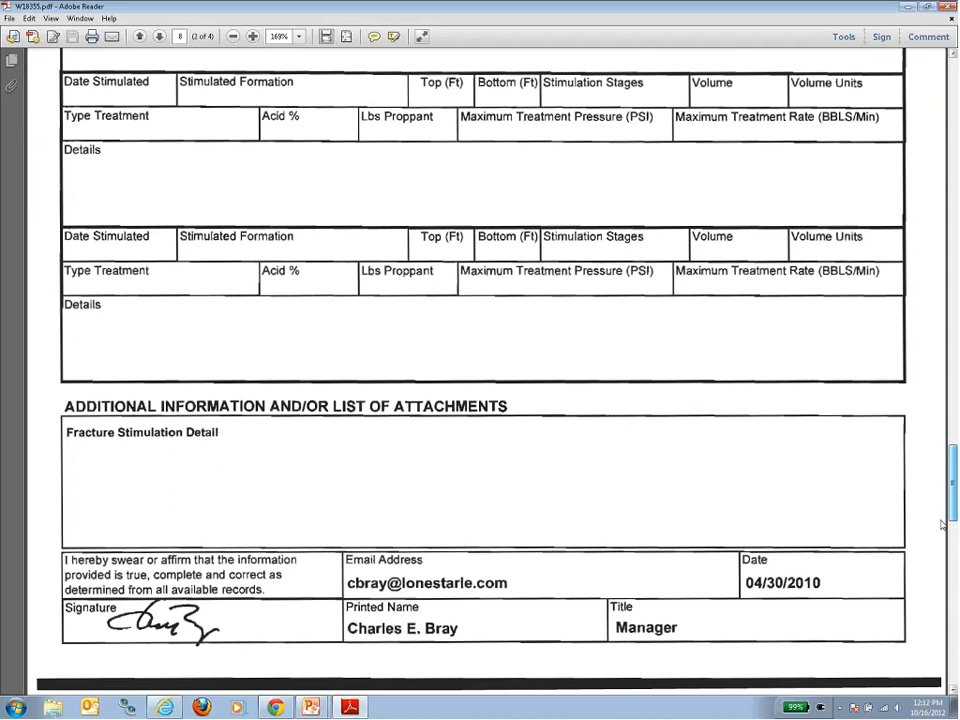 W18355.pdf - Adobe Reader
File Edit View Window Help
8 (2 of 4) 169% Tools Sign Comment
Date Stimulated Stimulated Formation Top (Ft) Bottom (Ft) Stimulation Stages Volume Volume Units
Type Treatment Acid % Lbs Proppant Maximum Treatment Pressure (PSI) Maximum Treatment Rate (BBLS/Min)
Details
Date Stimulated Stimulated Formation Top (Ft) Bottom (Ft) Stimulation Stages Volume Volume Units
Type Treatment Acid % Lbs Proppant Maximum Treatment Pressure (PSI) Maximum Treatment Rate (BBLS/Min)
Details
ADDITIONAL INFORMATION AND/OR LIST OF ATTACHMENTS
Fracture Stimulation Detail
I hereby swear or affirm that the information
provided is true, complete and correct as
determined from all available records.
Email Address
cbray@lonestarle.com
Date
04/30/2010
Signature
Printed Name
Charles E. Bray
Title
Manager
99%
12:12 PM
10/16/2012